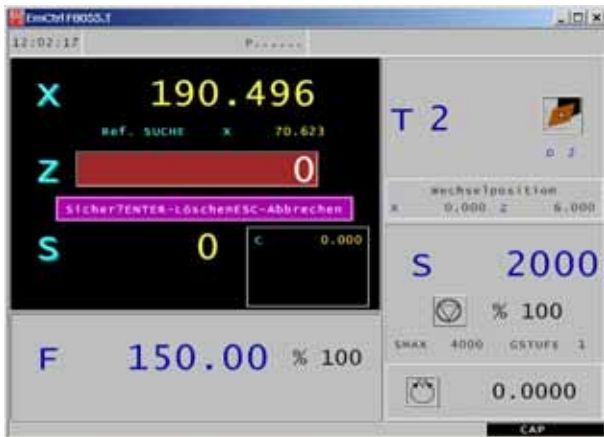 EmCtrl F8055.T
12:02:17 P......
X 190.496
Ref. SUCHE X 70.623
Z 0
Sicher?ENTER-LöschenESC-Abbrechen
S 0
C 0.000
F 150.00 % 100
T 2
D 2
Wechselposition
X 0.000 Z 6.000
S 2000
% 100
SMAX 4000 GSTUFE 1
0.0000
CAP